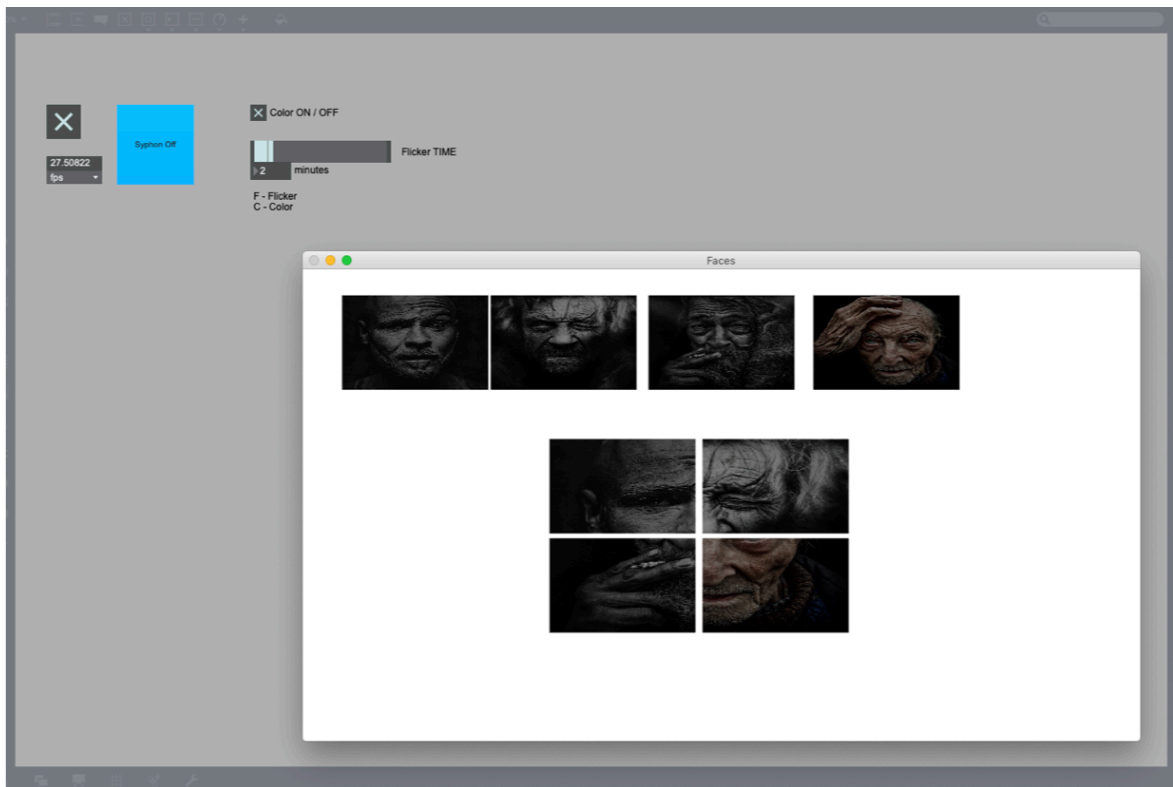 Color ON / OFF
Syphon Off
Flicker TIME
27.50822
fps
2
minutes
F - Flicker
C - Color
Faces